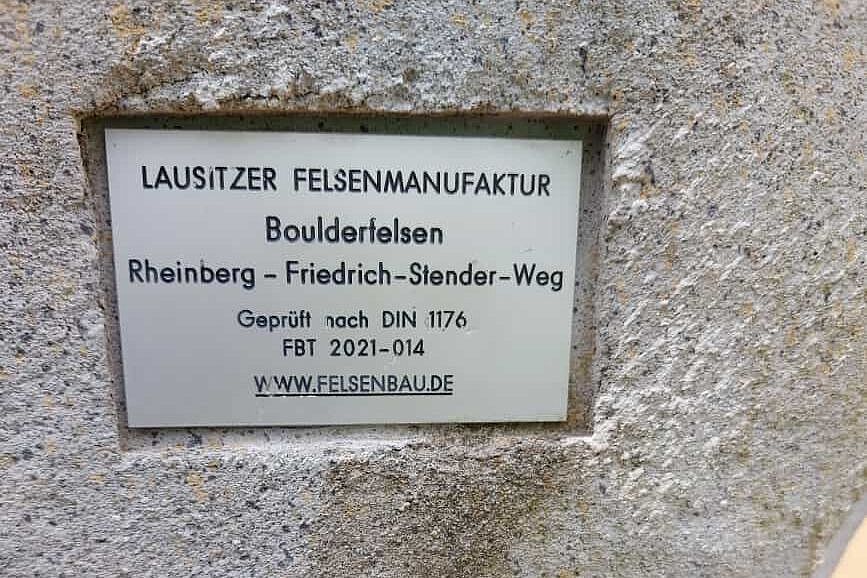 LAUSITZER FELSENMANUFAKTUR
Boulderfelsen
Rheinberg - Friedrich-Stender-Weg
Geprüft nach DIN 1176
FBT 2021-014
WWW.FELSENBAU.DE